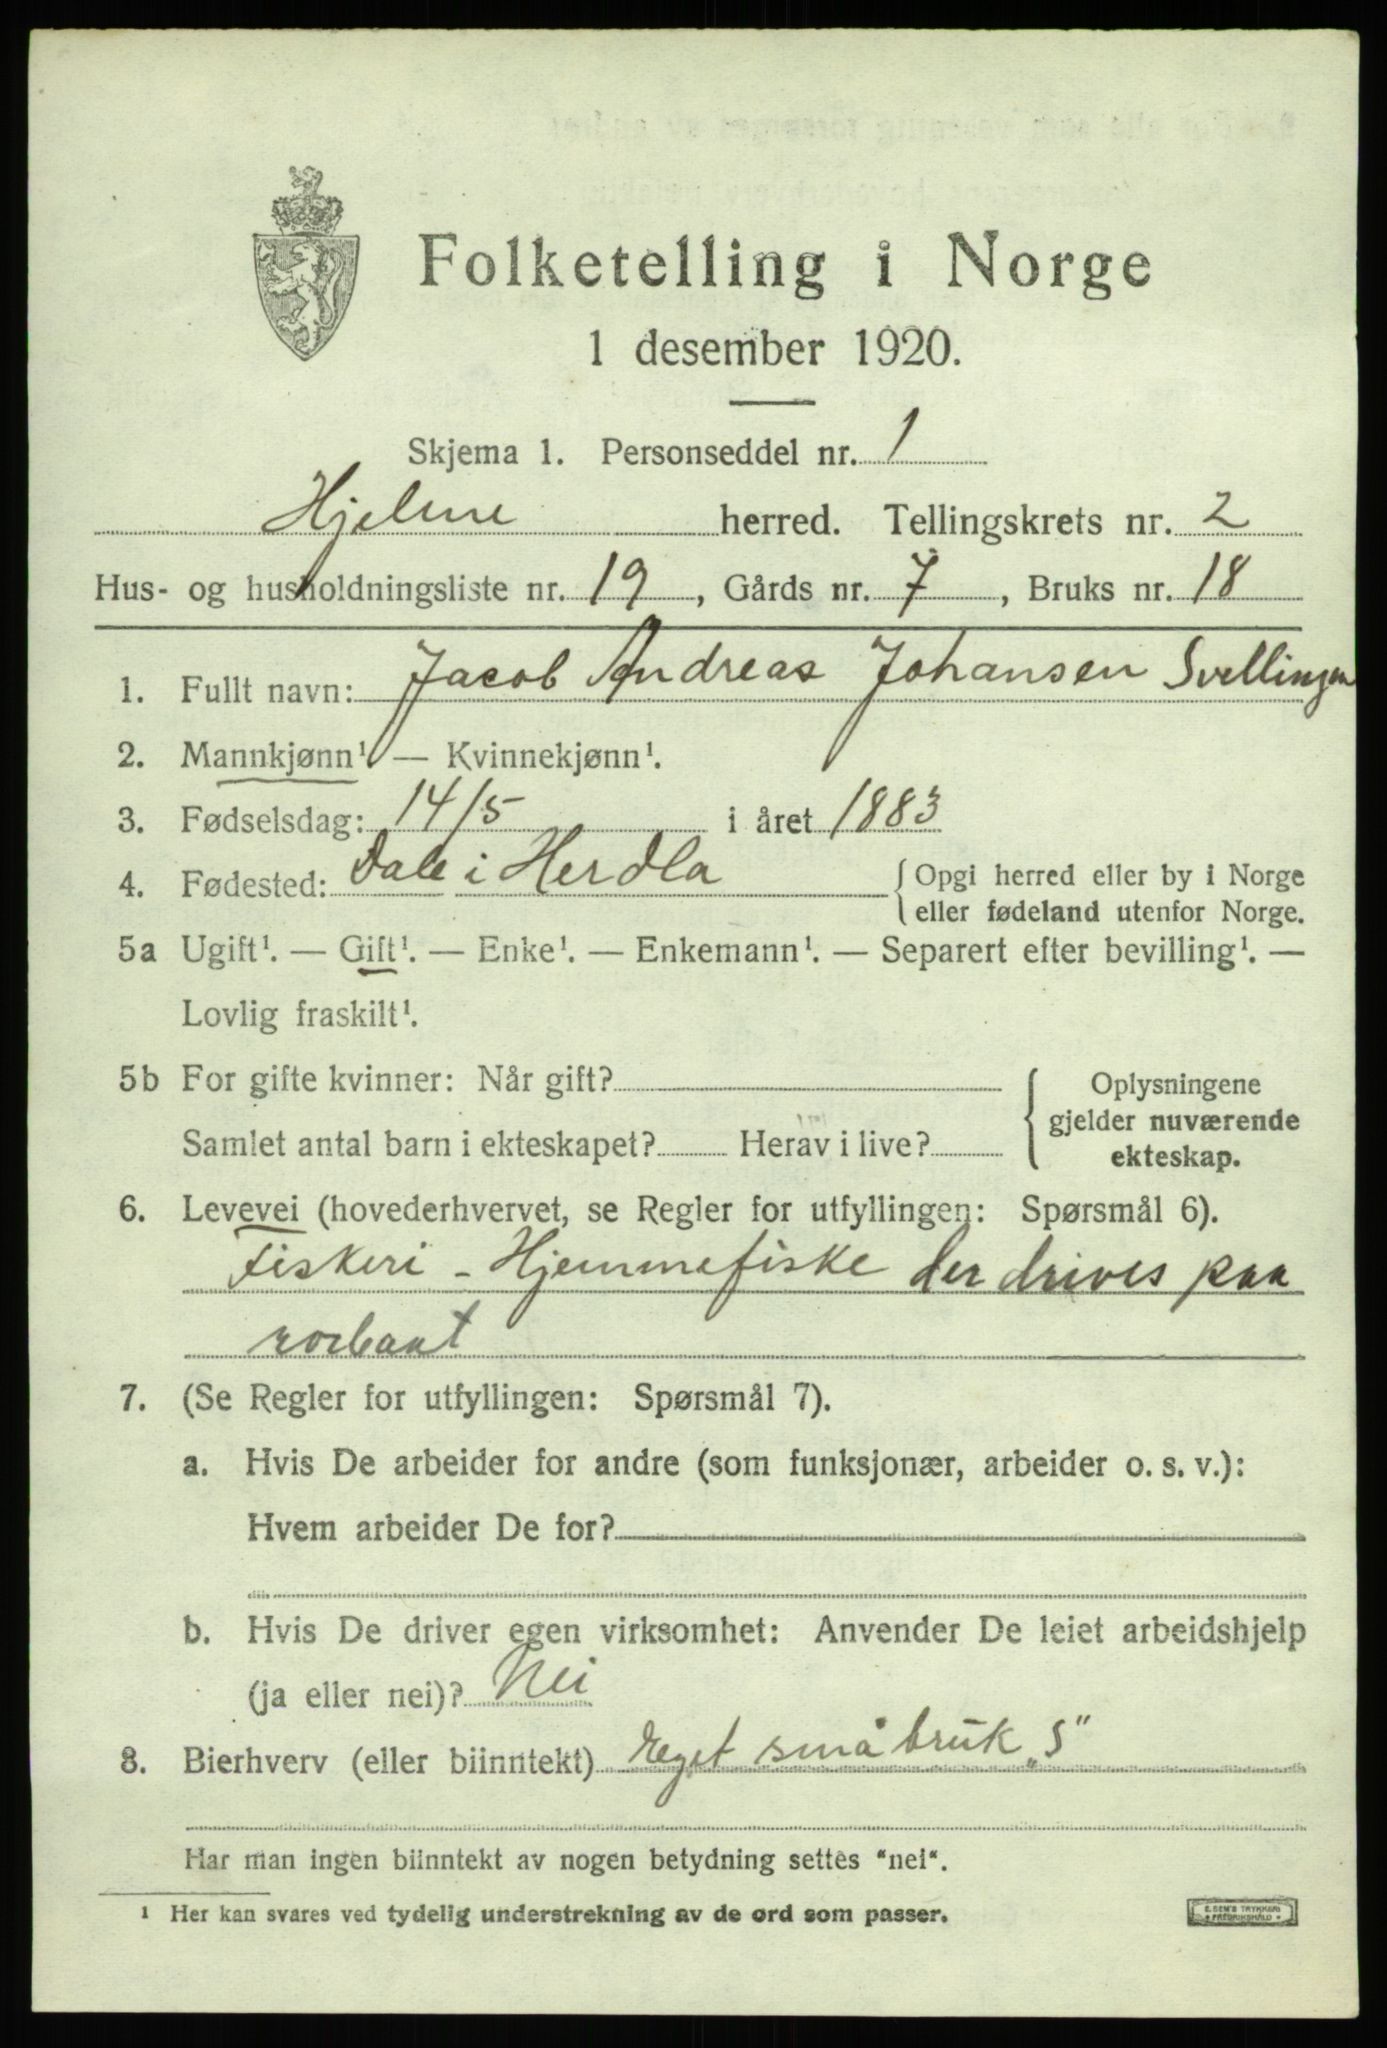 Folketelling i Norge
1 desember 1920.
Skjema 1. Personseddel nr. 1
Hjelme herred. Tellingskrets nr. 2
Hus- og husholdningsliste nr. 19, Gårds nr. 7, Bruks nr. 18
1. Fullt navn: Jacob Andreas Johansen Svellingen
2. Mannkjønn¹. — Kvinnekjønn¹.
3. Fødselsdag: 14/5 i året 1883
4. Fødested: Dale i Herdla { Opgi herred eller by i Norge
eller fødeland utenfor Norge.
5a Ugift¹. — Gift¹. — Enke¹. — Enkemann¹. — Separert efter bevilling¹. —
Lovlig fraskilt¹.
5b For gifte kvinner: Når gift?
Samlet antal barn i ekteskapet? Herav i live?
{ Oplysningene
gjelder nuværende
ekteskap.
6. Levevei (hovederhvervet, se Regler for utfyllingen: Spørsmål 6).
Fiskeri - Hjemmefiske der drives paa
rorbaat
7. (Se Regler for utfyllingen: Spørsmål 7).
a. Hvis De arbeider for andre (som funksjonær, arbeider o. s. v.):
Hvem arbeider De for?
b. Hvis De driver egen virksomhet: Anvender De leiet arbeidshjelp
(ja eller nei)? Nei
8. Bierhverv (eller biinntekt) eget småbruk „S"
Har man ingen biinntekt av nogen betydning settes "nei".
¹ Her kan svares ved tydelig understrekning av de ord som passer.
E. SEM'S TRYKKERI
FREDRIKSHALD